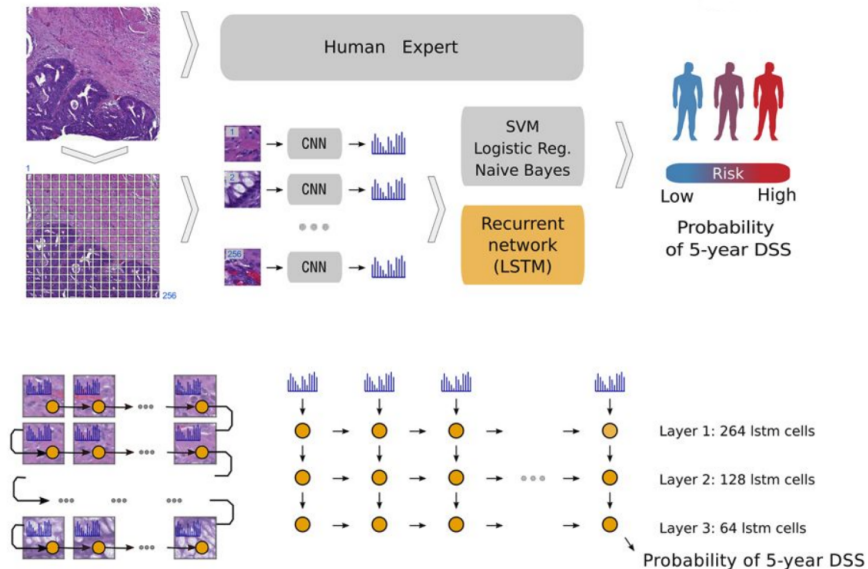 Human Expert
1
1
CNN
CNN
256
CNN
256
SVM
Logistic Reg.
Naive Bayes
Recurrent
network
(LSTM)
Risk
Low
High
Probability
of 5-year DSS
Layer 1: 264 lstm cells
Layer 2: 128 lstm cells
Layer 3: 64 lstm cells
Probability of 5-year DSS